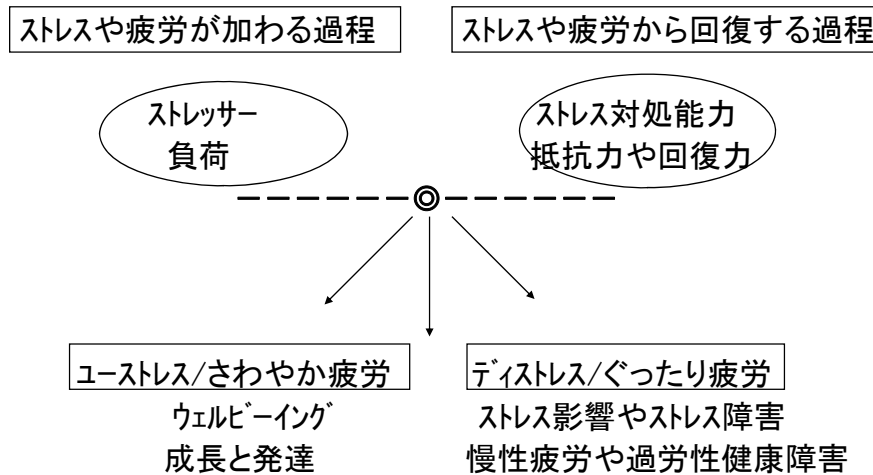 ストレスや疲労が加わる過程
ストレスや疲労から回復する過程
ストレッサー
負荷
ストレス対処能力
抵抗力や回復力
ユーストレス/さわやか疲労
ウェルビーイング
成長と発達
ディストレス/ぐったり疲労
ストレス影響やストレス障害
慢性疲労や過労性健康障害